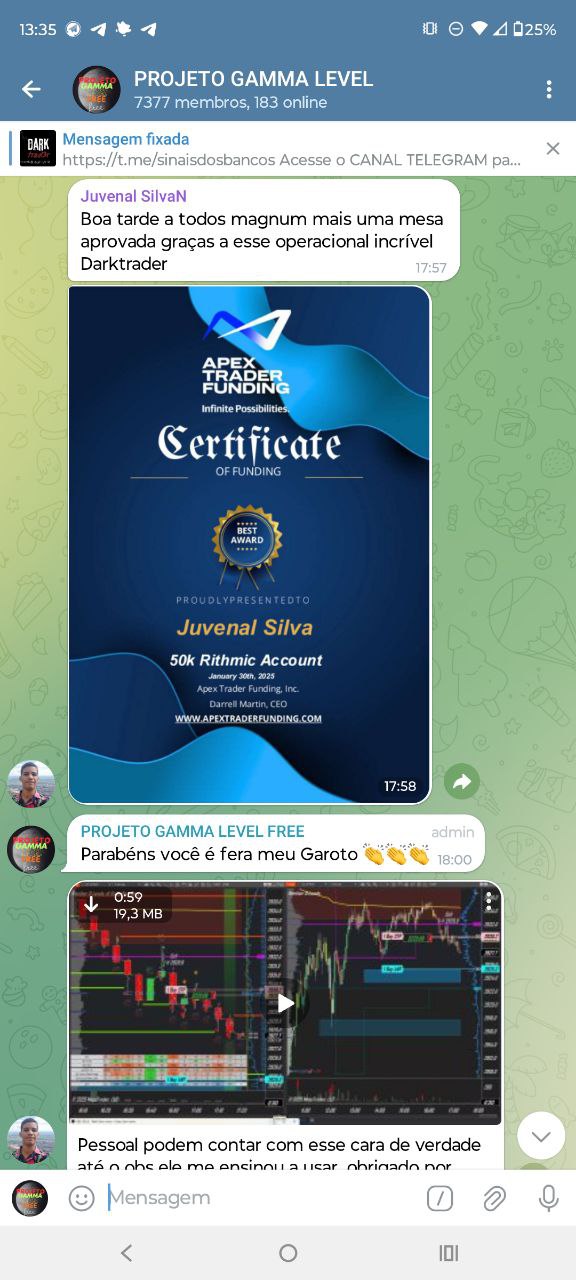 13:35
25%
PROJETO GAMMA LEVEL
7377 membros, 183 online
DARK
Mensagem fixada
https://t.me/sinaisdosbancos Acesse o CANAL TELEGRAM pa...
Juvenal SilvaN
Boa tarde a todos magnum mais uma mesa
aprovada graças a esse operacional incrível
Darktrader
17:57
APEX
TRADER
FUNDING
Infinite Possibilities.
Certificate
OF FUNDING
BEST
AWARD
PROUDLYPRESENTEDTO
Juvenal Silva
50k Rithmic Account
January 30th, 2025
Apex Trader Funding, Inc.
Darrell Martin, CEO
WWW.APEXTRADERFUNDING.COM
17:58
PROJETO GAMMA LEVEL FREE
admin
Parabéns você é fera meu Garoto 👏👏👏
18:00
0:59
19,3 MB
Pessoal podem contar com esse cara de verdade
até o obs ele me ensinou a usar, obrigado por
Mensagem